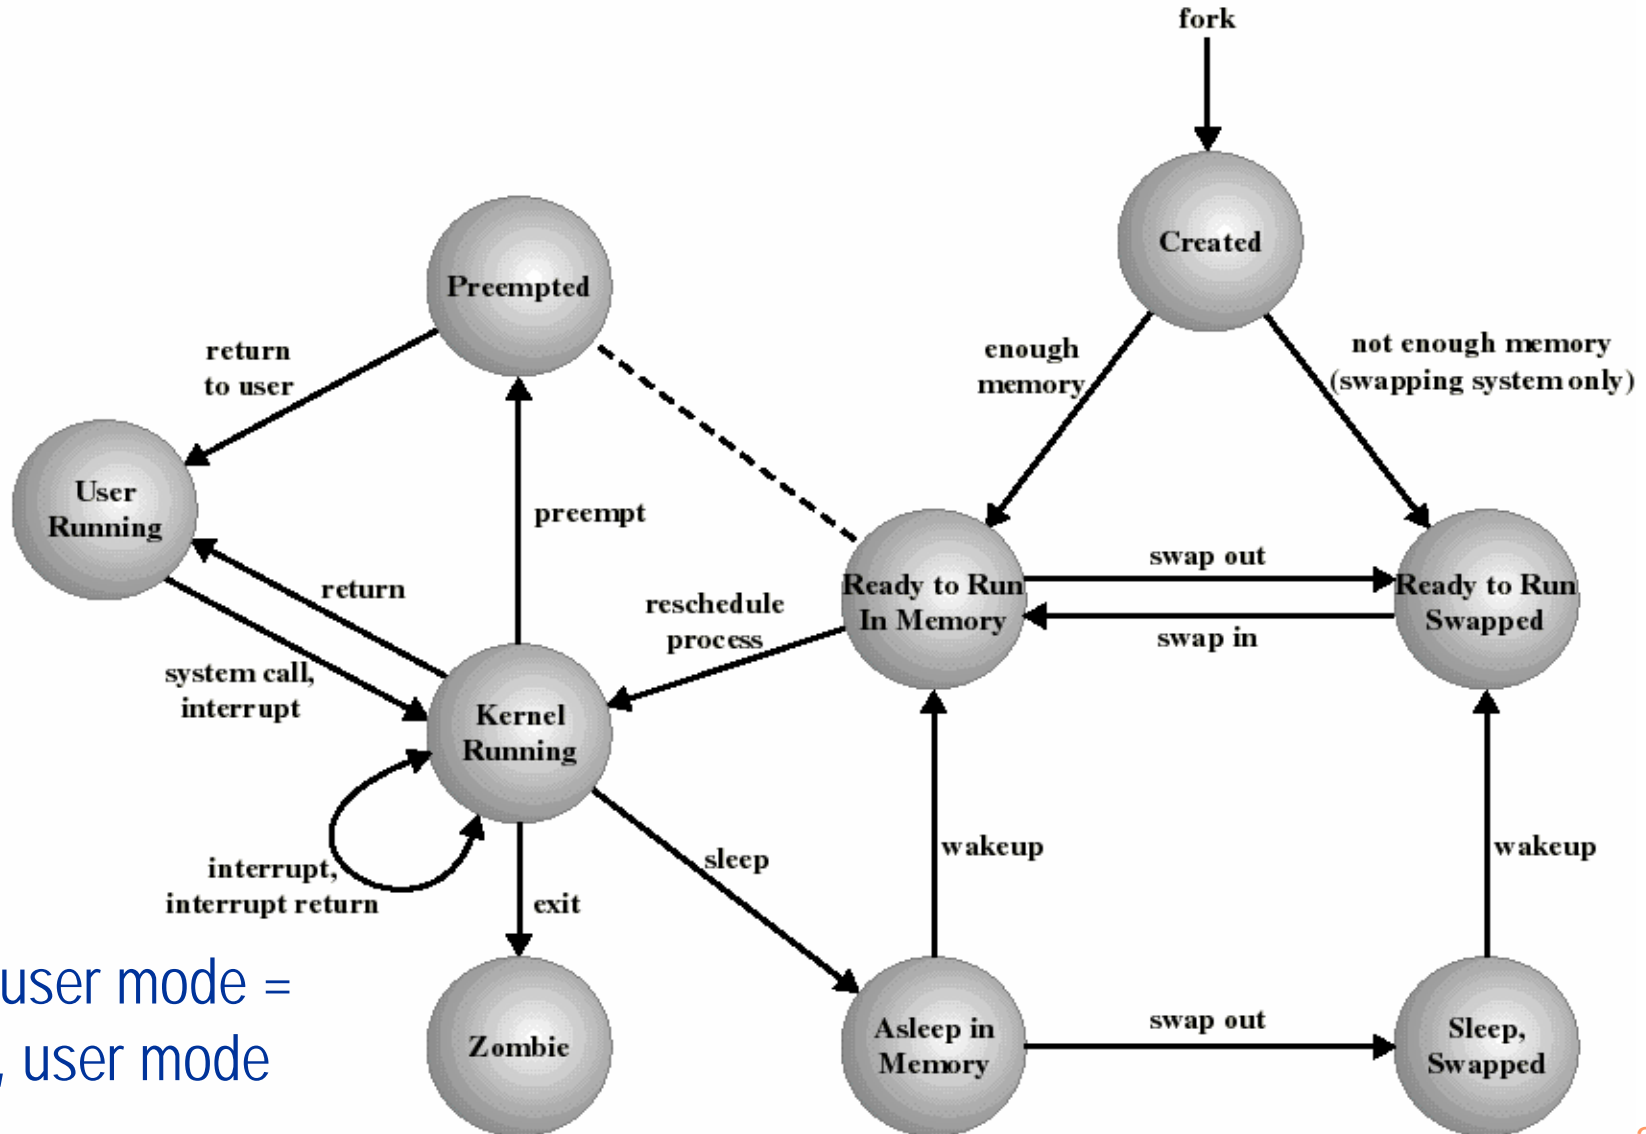 fork
Created
Preempted
return
to user
enough
memory
not enough memory
(swapping system only)
User
Running
preempt
return
reschedule
process
Ready to Run
In Memory
swap out
swap in
Ready to Run
Swapped
system call,
interrupt
Kernel
Running
interrupt,
interrupt return
sleep
wakeup
wakeup
exit
user mode =
, user mode
Zombie
Asleep in
Memory
swap out
Sleep,
Swapped